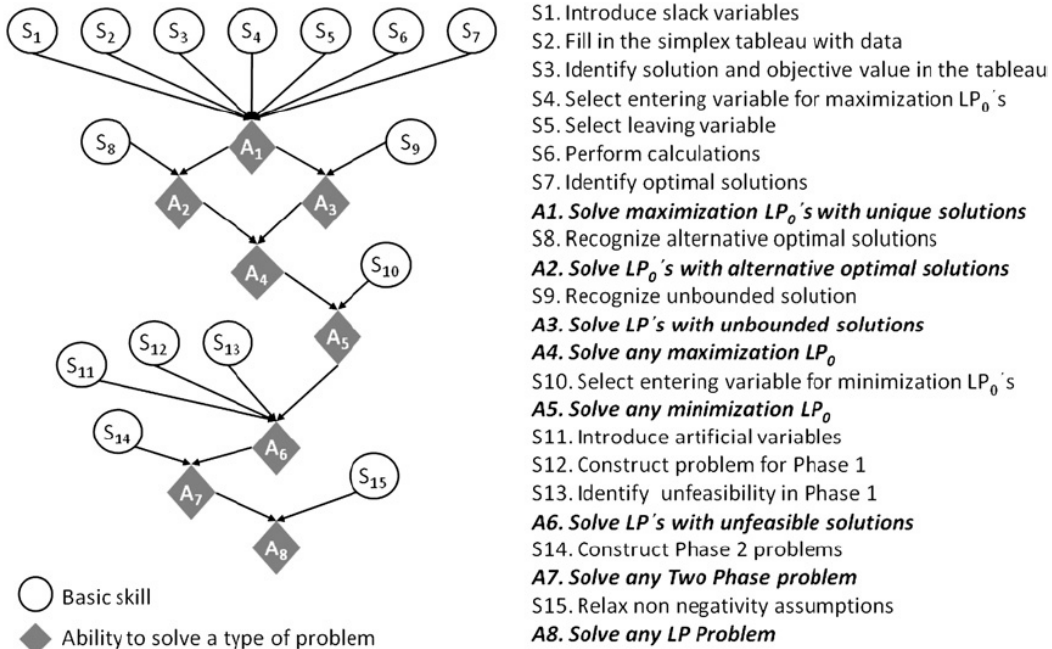 S1 S2 S3 S4 S5 S6 S7
A1
S8 S9
A2 A3
A4
S10
A5
S12 S13
S11
A6
S14
A7
S15
A8
Basic skill
Ability to solve a type of problem
S1. Introduce slack variables
S2. Fill in the simplex tableau with data
S3. Identify solution and objective value in the tableau
S4. Select entering variable for maximization LP0´s
S5. Select leaving variable
S6. Perform calculations
S7. Identify optimal solutions
A1. Solve maximization LP0´s with unique solutions
S8. Recognize alternative optimal solutions
A2. Solve LP0´s with alternative optimal solutions
S9. Recognize unbounded solution
A3. Solve LP´s with unbounded solutions
A4. Solve any maximization LP0
S10. Select entering variable for minimization LP0´s
A5. Solve any minimization LP0
S11. Introduce artificial variables
S12. Construct problem for Phase 1
S13. Identify unfeasibility in Phase 1
A6. Solve LP´s with unfeasible solutions
S14. Construct Phase 2 problems
A7. Solve any Two Phase problem
S15. Relax non negativity assumptions
A8. Solve any LP Problem